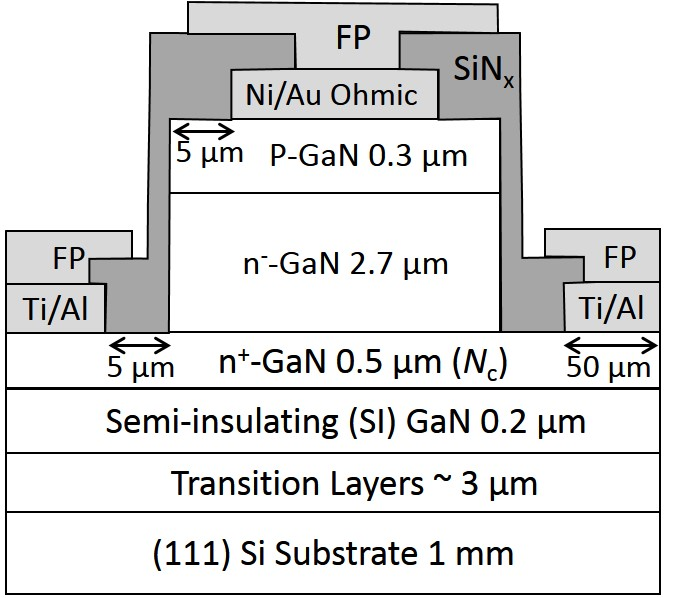 FP
SiNx
Ni/Au Ohmic
5 μm
P-GaN 0.3 μm
FP
n⁻-GaN 2.7 μm
FP
Ti/Al
Ti/Al
5 μm
n⁺-GaN 0.5 μm (Nc)
50 μm
Semi-insulating (SI) GaN 0.2 μm
Transition Layers ~ 3 μm
(111) Si Substrate 1 mm